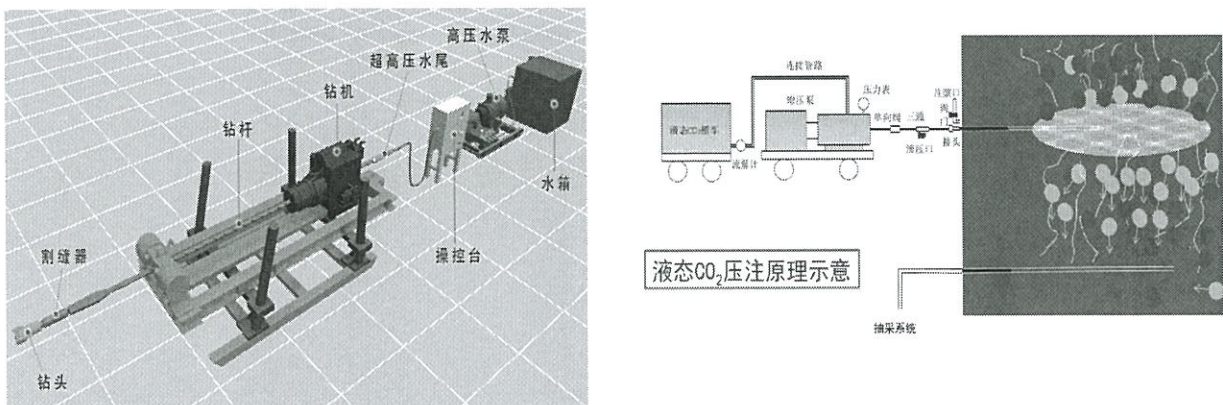 高压水泵
超高压水尾
钻机
钻杆
水箱
操控台
割缝器
钻头
连接管路
压力表
增压泵
液态CO₂槽车
流量计
单向阀
三通
泄压口
注液口
阀
门
接头
液态CO₂压注原理示意
抽采系统